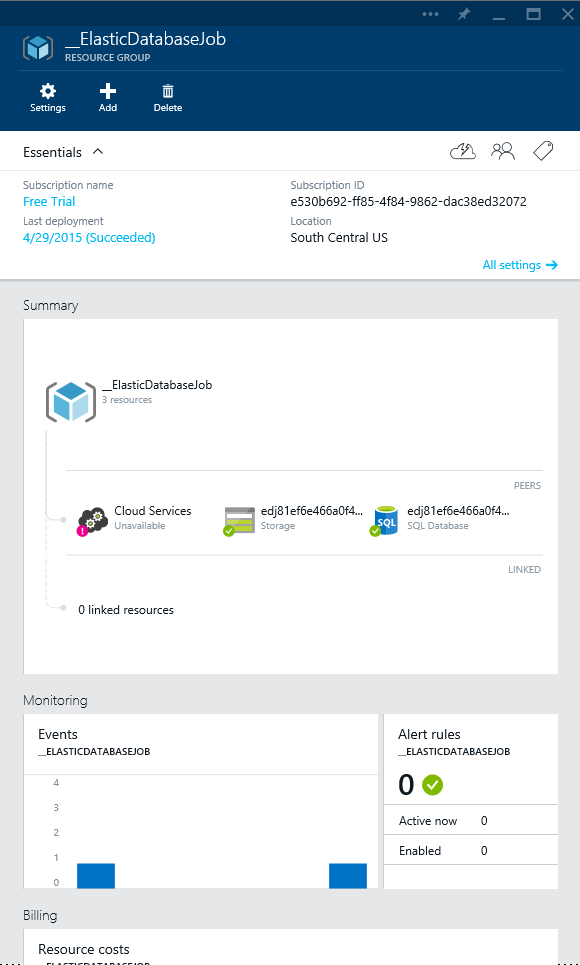 __ElasticDatabaseJob
RESOURCE GROUP
Settings
Add
Delete
Essentials
Subscription name
Free Trial
Subscription ID
e530b692-ff85-4f84-9862-dac38ed32072
Last deployment
4/29/2015 (Succeeded)
Location
South Central US
All settings →
Summary
__ElasticDatabaseJob
3 resources
PEERS
Cloud Services
Unavailable
edj81ef6e466a0f4...
Storage
SQL
edj81ef6e466a0f4...
SQL Database
LINKED
0 linked resources
Monitoring
Events
__ELASTICDATABASEJOB
4
3
2
1
0
Alert rules
__ELASTICDATABASEJOB
0
Active now 0
Enabled 0
Billing
Resource costs
__ELASTICDATABASEJOB